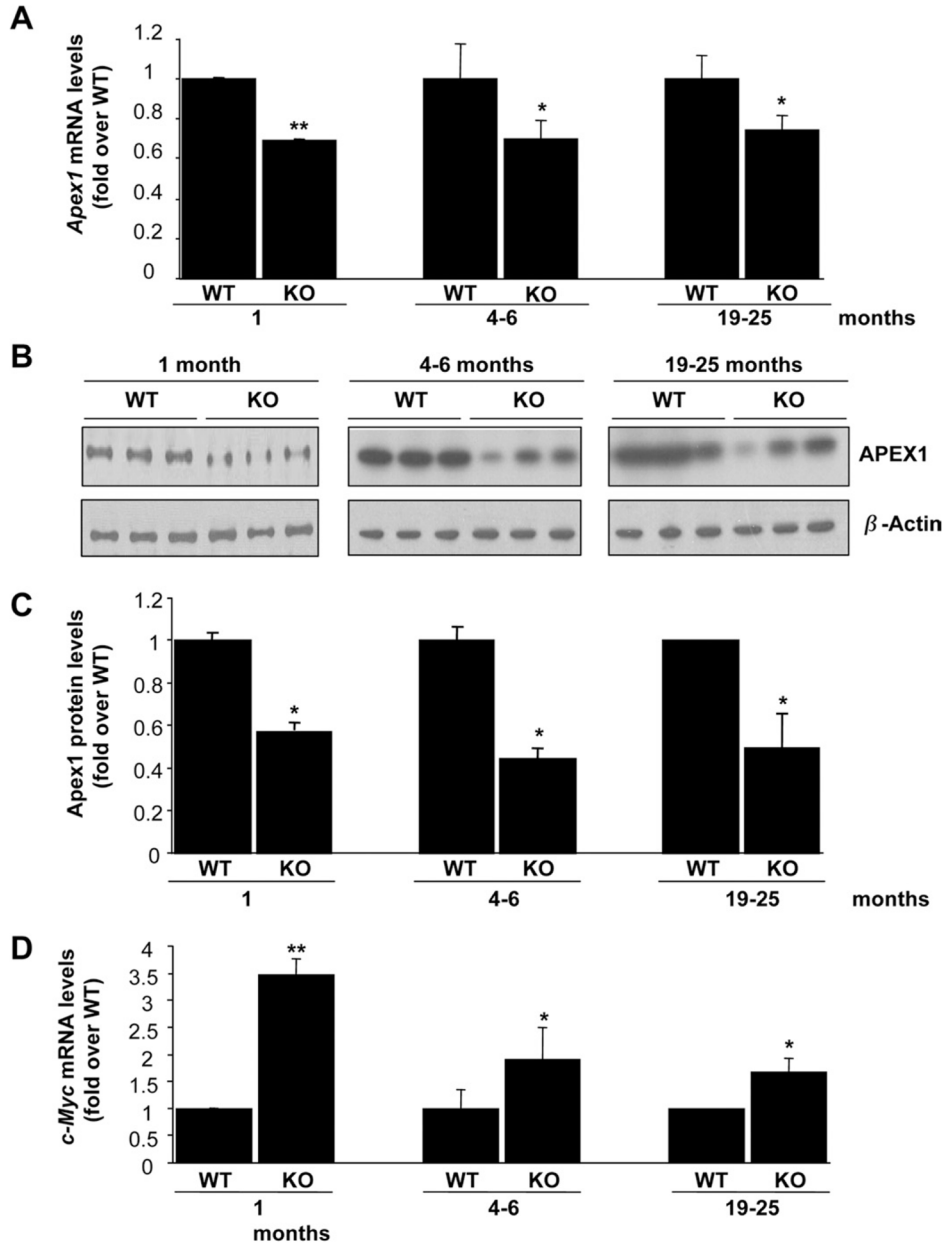 A
Apex1 mRNA levels
(fold over WT)
1.2
1
0.8
0.6
0.4
0.2
0
**
*
*
WT KO WT KO WT KO
1 4-6 19-25 months
B
1 month 4-6 months 19-25 months
WT KO WT KO WT KO
APEX1
β-Actin
C
Apex1 protein levels
(fold over WT)
1.2
1
0.8
0.6
0.4
0.2
0
*
*
*
WT KO WT KO WT KO
1 4-6 19-25 months
D
c-Myc mRNA levels
(fold over WT)
4
3.5
3
2.5
2
1.5
1
0.5
0
**
*
*
WT KO WT KO WT KO
1 4-6 19-25
months